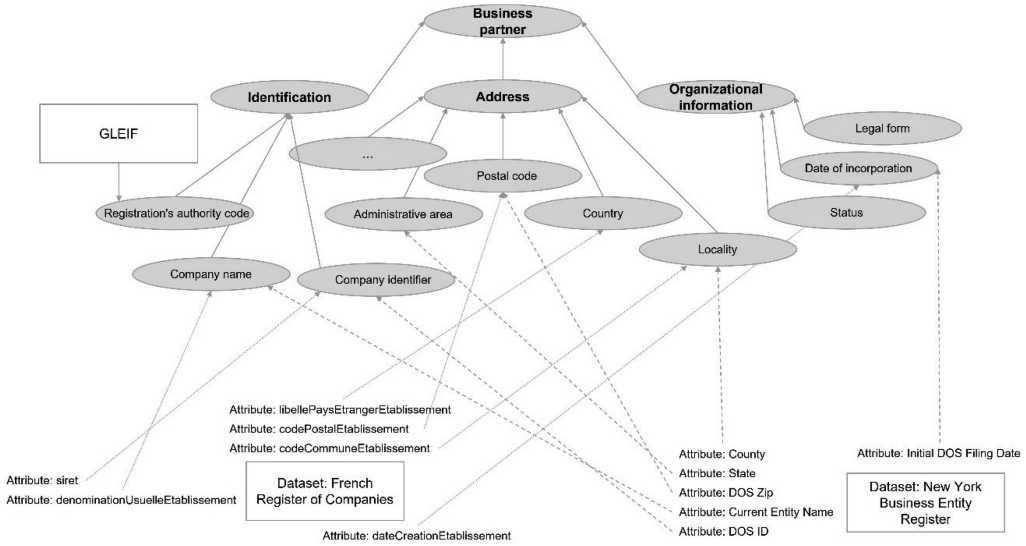 Business
partner
Identification
Address
Organizational
information
GLEIF
Legal form
...
Postal code
Date of incorporation
Registration's authority code
Administrative area
Country
Status
Locality
Company name
Company identifier
Attribute: libellePaysEtrangerEtablissement
Attribute: codePostalEtablissement
Attribute: codeCommuneEtablissement
Attribute: County
Attribute: Initial DOS Filing Date
Attribute: State
Attribute: siret
Attribute: denominationUsuelleEtablissement
Dataset: French
Register of Companies
Attribute: DOS Zip
Attribute: Current Entity Name
Attribute: DOS ID
Dataset: New York
Business Entity
Register
Attribute: dateCreationEtablissement